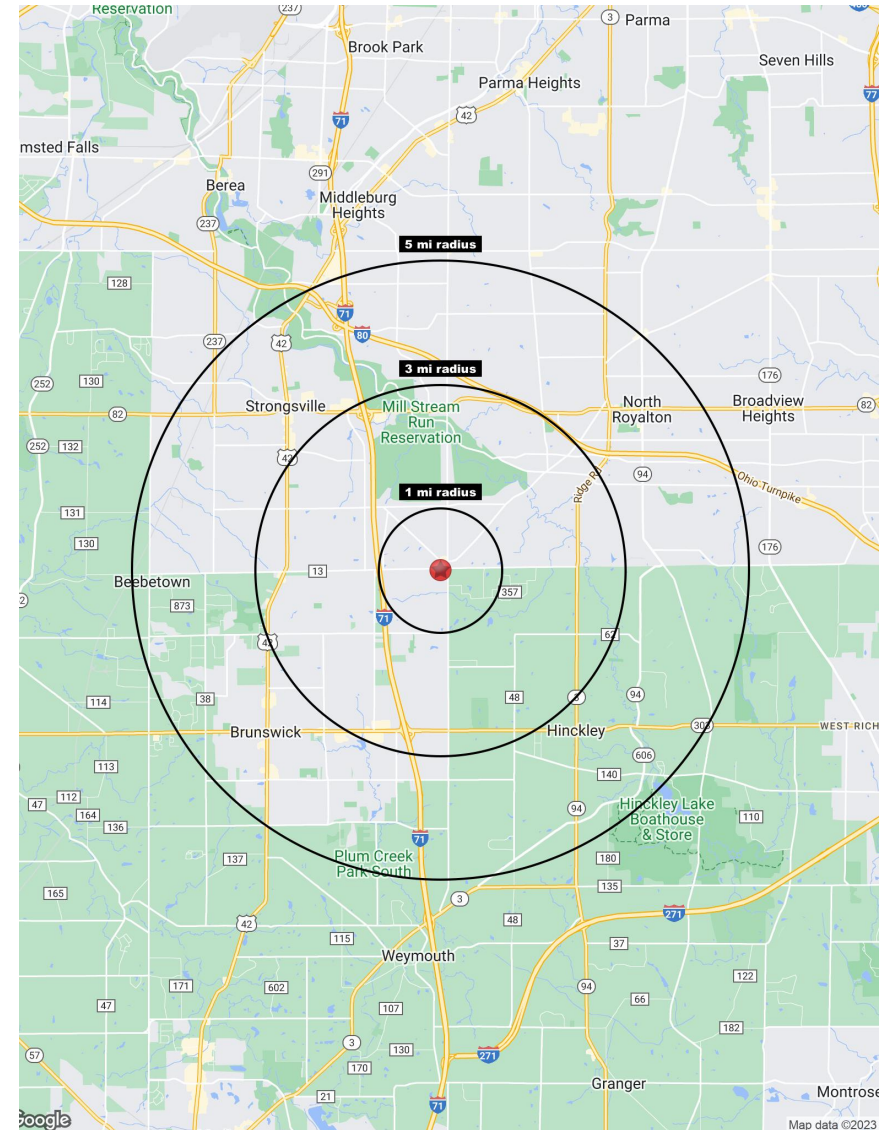 Reservation
237
3
Parma
Brook Park
Seven Hills
Parma Heights
77
42
71
msted Falls
291
Berea
Middleburg
Heights
237
5 mi radius
128
71
80
237
42
3 mi radius
176
252
130
Strongsville
Mill Stream
Run
Reservation
North
Royalton
Broadview
Heights
82
82
252
132
42
94
Ridge Rd
Ohio Turnpike
1 mi radius
131
130
176
13
Beebetown
357
873
71
42
62
114
38
48
3
94
303
Brunswick
Hinckley
WEST RICH
606
113
140
112
47
164
136
94
Hinckley Lake
Boathouse
& Store
110
71
137
Plum Creek
Park South
180
135
165
3
271
42
48
115
37
Weymouth
122
171
602
94
47
66
107
182
3
57
130
271
170
Granger
21
71
Montrose
Google
Map data ©2023